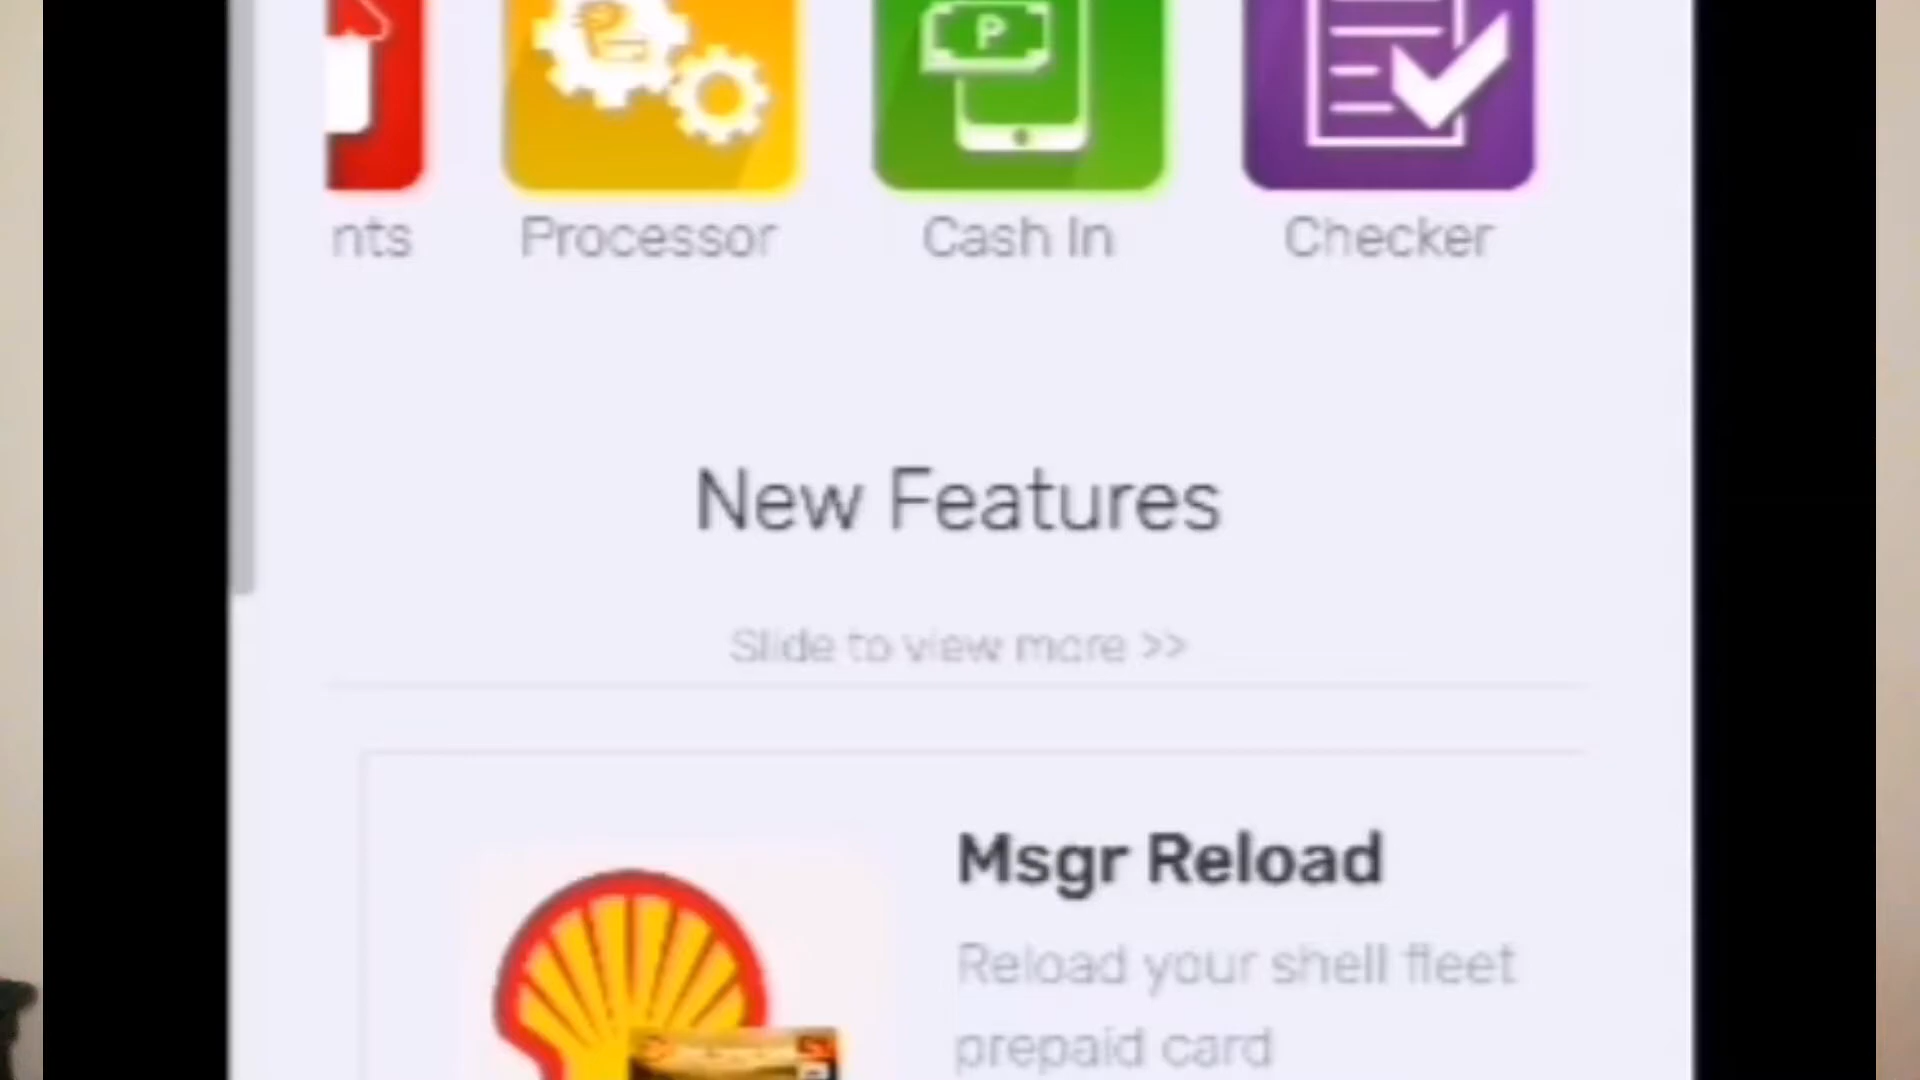 P
nts
Processor
Cash In
Checker
New Features
Slide to view more >>
Msgr Reload
Reload your shell fleet
prepaid card